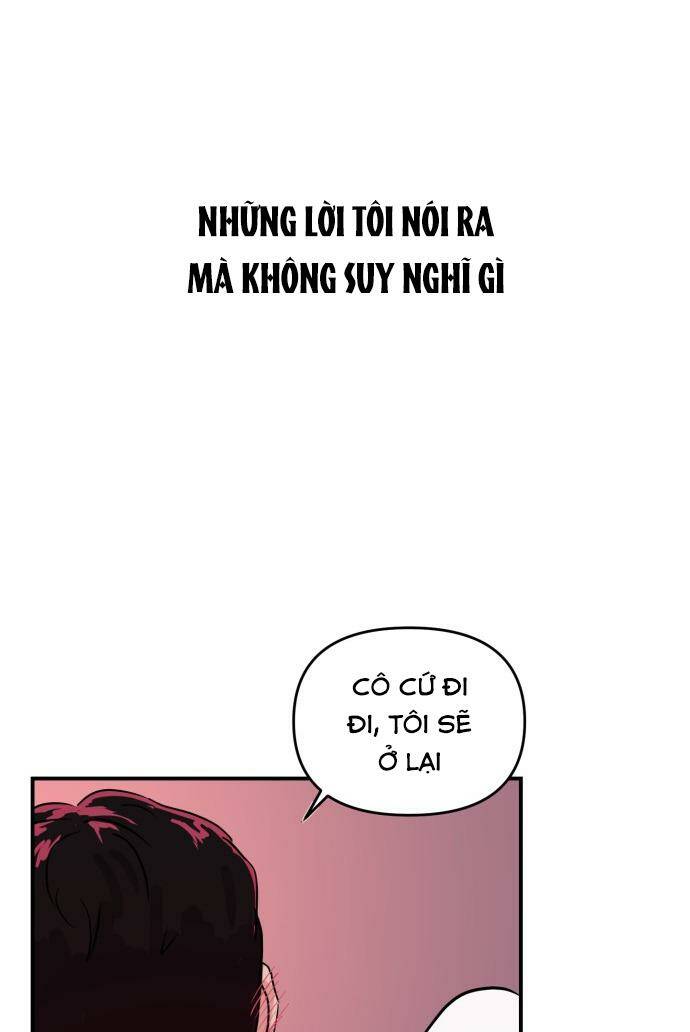 NHỮNG LỜI TÔI NÓI RA
MÀ KHÔNG SUY NGHĨ GÌ
CÔ CỨ ĐI
ĐI, TÔI SẼ
Ở LẠI